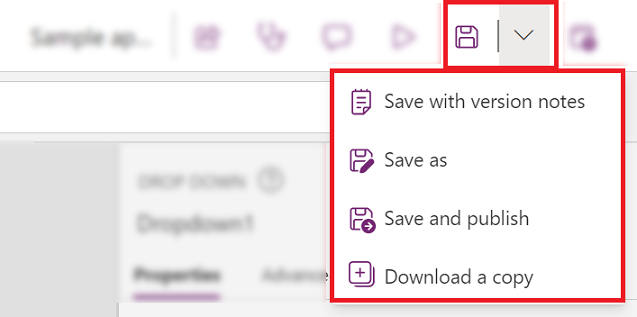 Sample ap...
Save with version notes
Save as
Save and publish
Download a copy
DROP DOWN
Dropdown1
Properties Advance